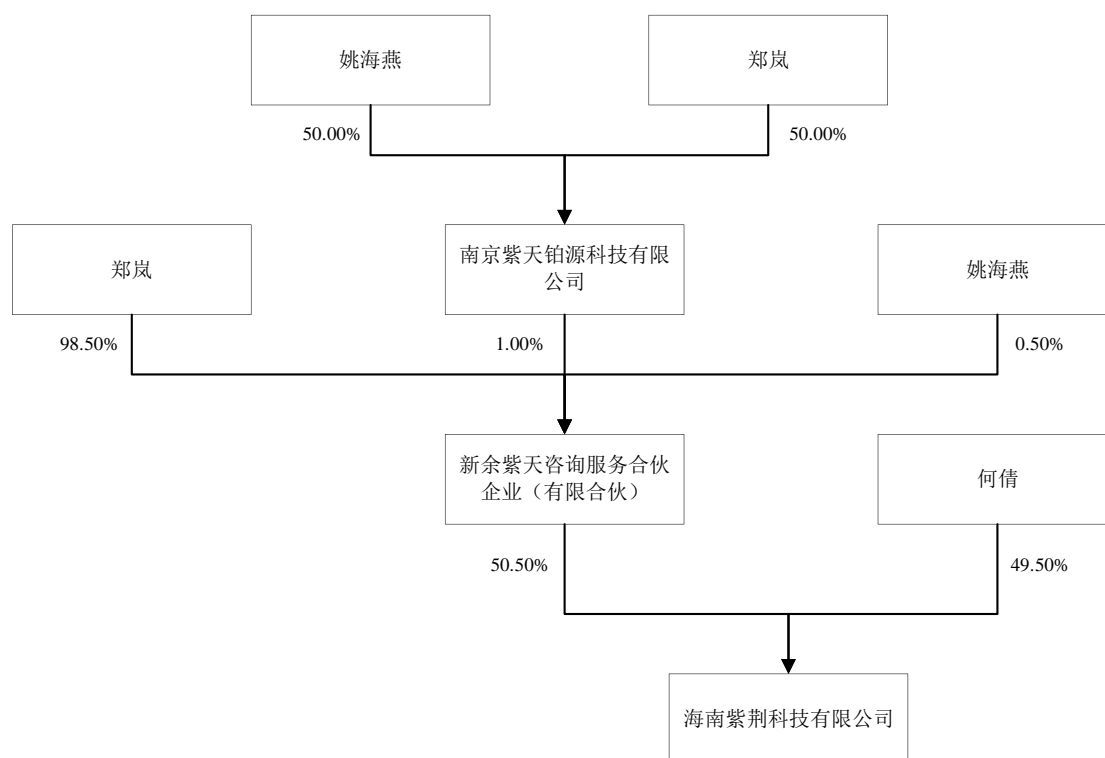 姚海燕
郑岚
50.00%
50.00%
郑岚
南京紫天铂源科技有限
公司
姚海燕
98.50%
1.00%
0.50%
新余紫天咨询服务合伙
企业（有限合伙）
何倩
50.50%
49.50%
海南紫荆科技有限公司